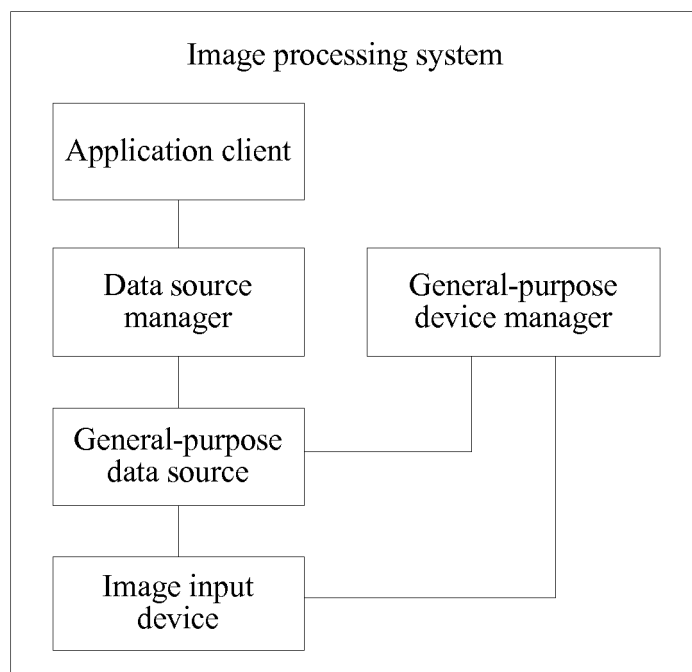 Image processing system
Application client
Data source
manager
General-purpose
device manager
General-purpose
data source
Image input
device